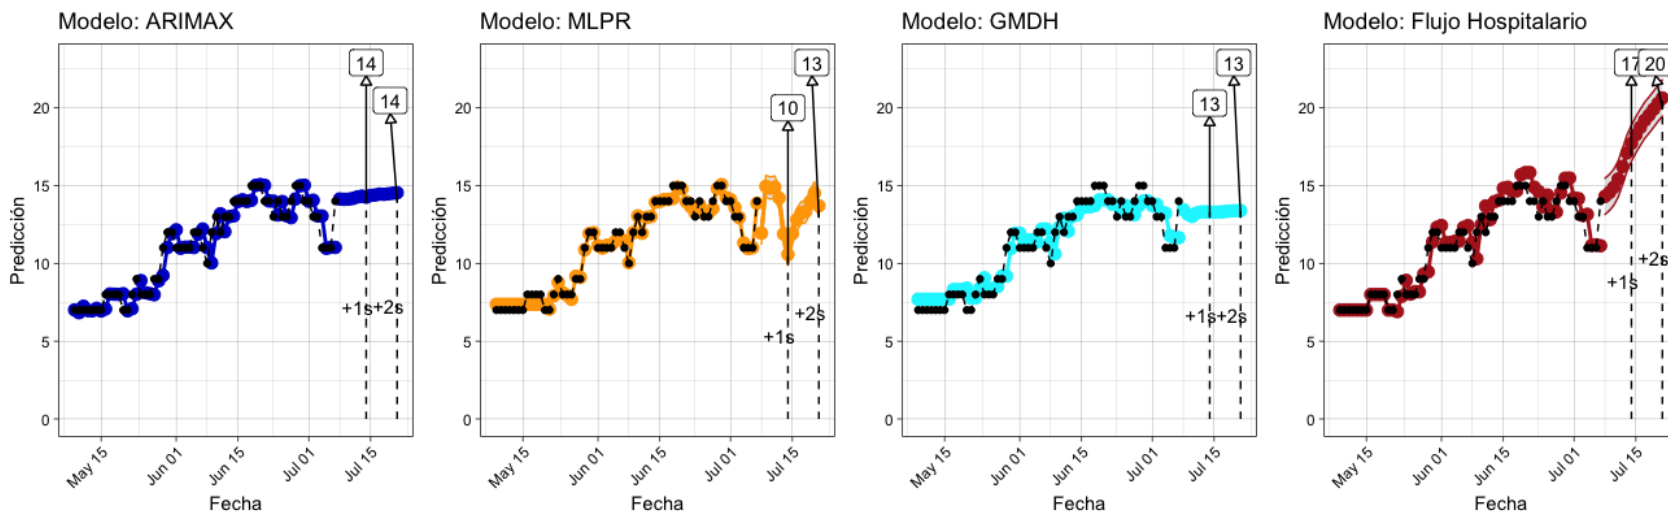 Modelo: ARIMAX
14
14
20
15
10
5
0
Predicción
+1s+2s
May 15
Jun 01
Jun 15
Jul 01
Jul 15
Fecha
Modelo: MLPR
13
10
20
15
10
5
0
Predicción
+2s
+1s
May 15
Jun 01
Jun 15
Jul 01
Jul 15
Fecha
Modelo: GMDH
13
13
20
15
10
5
0
Predicción
+1s+2s
May 15
Jun 01
Jun 15
Jul 01
Jul 15
Fecha
Modelo: Flujo Hospitalario
17 20
20
15
10
5
0
Predicción
+2s
+1s
May 15
Jun 01
Jun 15
Jul 01
Jul 15
Fecha